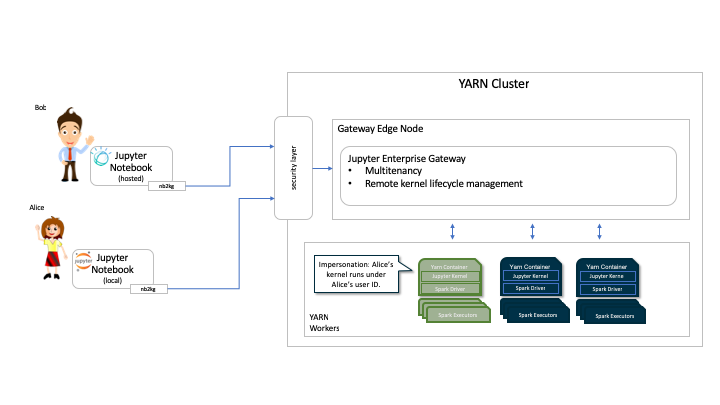 YARN Cluster
Bob
Gateway Edge Node
Jupyter
Notebook
(hosted)
nb2kg
security layer
Jupyter Enterprise Gateway
• Multitenancy
• Remote kernel lifecycle management
Alice
jupyter
Jupyter
Notebook
(local)
nb2kg
Impersonation: Alice's
kernel runs under
Alice's user ID.
Yarn Container
Jupyter Kernel
Spark Driver
Spark Executors
Yarn Container
Jupyter Kernel
Spark Driver
Spark Executors
Yarn Container
Jupyter Kerne
Spark Driver
Spark Executors
YARN
Workers